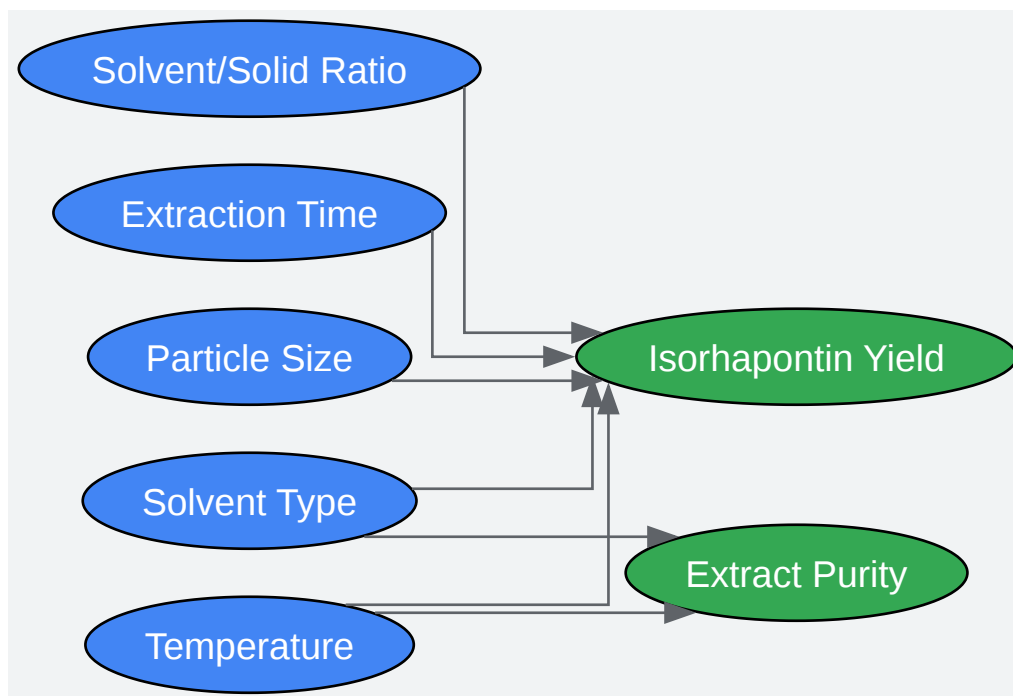 Solvent/Solid Ratio
Extraction Time
Particle Size
Isorhapontin Yield
Solvent Type
Extract Purity
Temperature